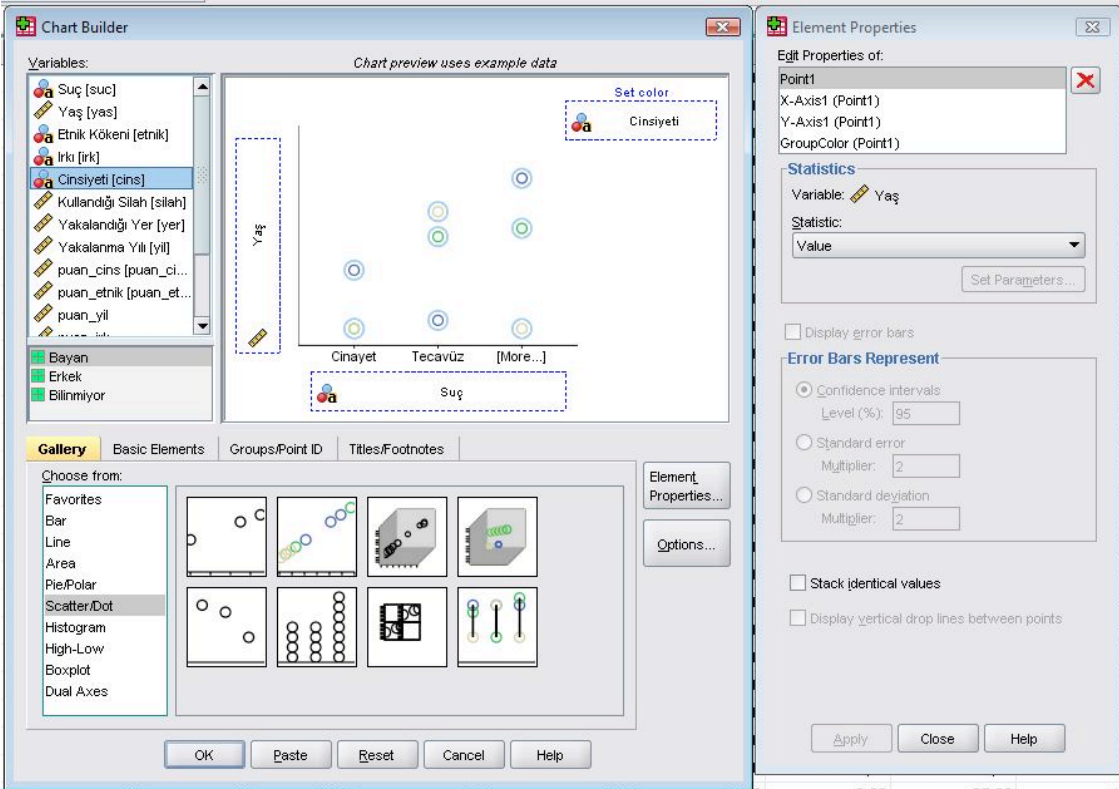 Chart Builder
Variables:
Suç [suc]
Yaş [yas]
Etnik Kökeni [etnik]
Irkı [irk]
Cinsiyeti [cins]
Kullandığı Silah [silah]
Yakalandığı Yer [yer]
Yakalanma Yılı [yil]
puan_cins [puan_ci...
puan_etnik [puan_et...
puan_yil
Bayan
Erkek
Bilinmiyor
Chart preview uses example data
Set color
Cinsiyeti
Yaş
Cinayet Tecavüz [More...]
Suç
Gallery Basic Elements Groups/Point ID Titles/Footnotes
Choose from:
Favorites
Bar
Line
Area
Pie/Polar
Scatter/Dot
Histogram
High-Low
Boxplot
Dual Axes
Element
Properties...
Options...
OK Paste Reset Cancel Help
Element Properties
Edit Properties of:
Point1
X-Axis1 (Point1)
Y-Axis1 (Point1)
GroupColor (Point1)
Statistics
Variable: Yaş
Statistic:
Value
Set Parameters...
Display error bars
Error Bars Represent
Confidence intervals
Level (%): 95
Standard error
Multiplier: 2
Standard deviation
Multiplier: 2
Stack identical values
Display vertical drop lines between points
Apply Close Help